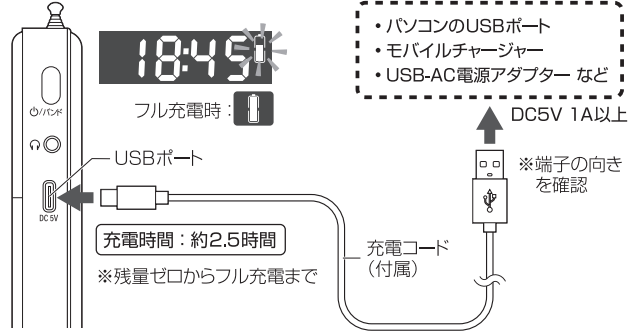 18:45
フル充電時：
⏻/バンド
USBポート
DC 5V
充電時間：約2.5時間
※残量ゼロからフル充電まで
・パソコンのUSBポート
・モバイルチャージャー
・USB-AC電源アダプター など
DC5V 1A以上
※端子の向き
を確認
充電コード
（付属）